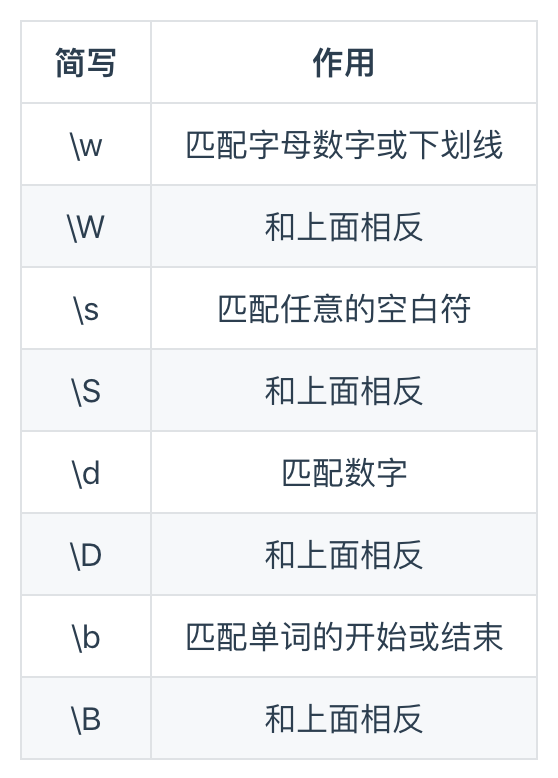 简写 作用
\w 匹配字母数字或下划线
\W 和上面相反
\s 匹配任意的空白符
\S 和上面相反
\d 匹配数字
\D 和上面相反
\b 匹配单词的开始或结束
\B 和上面相反